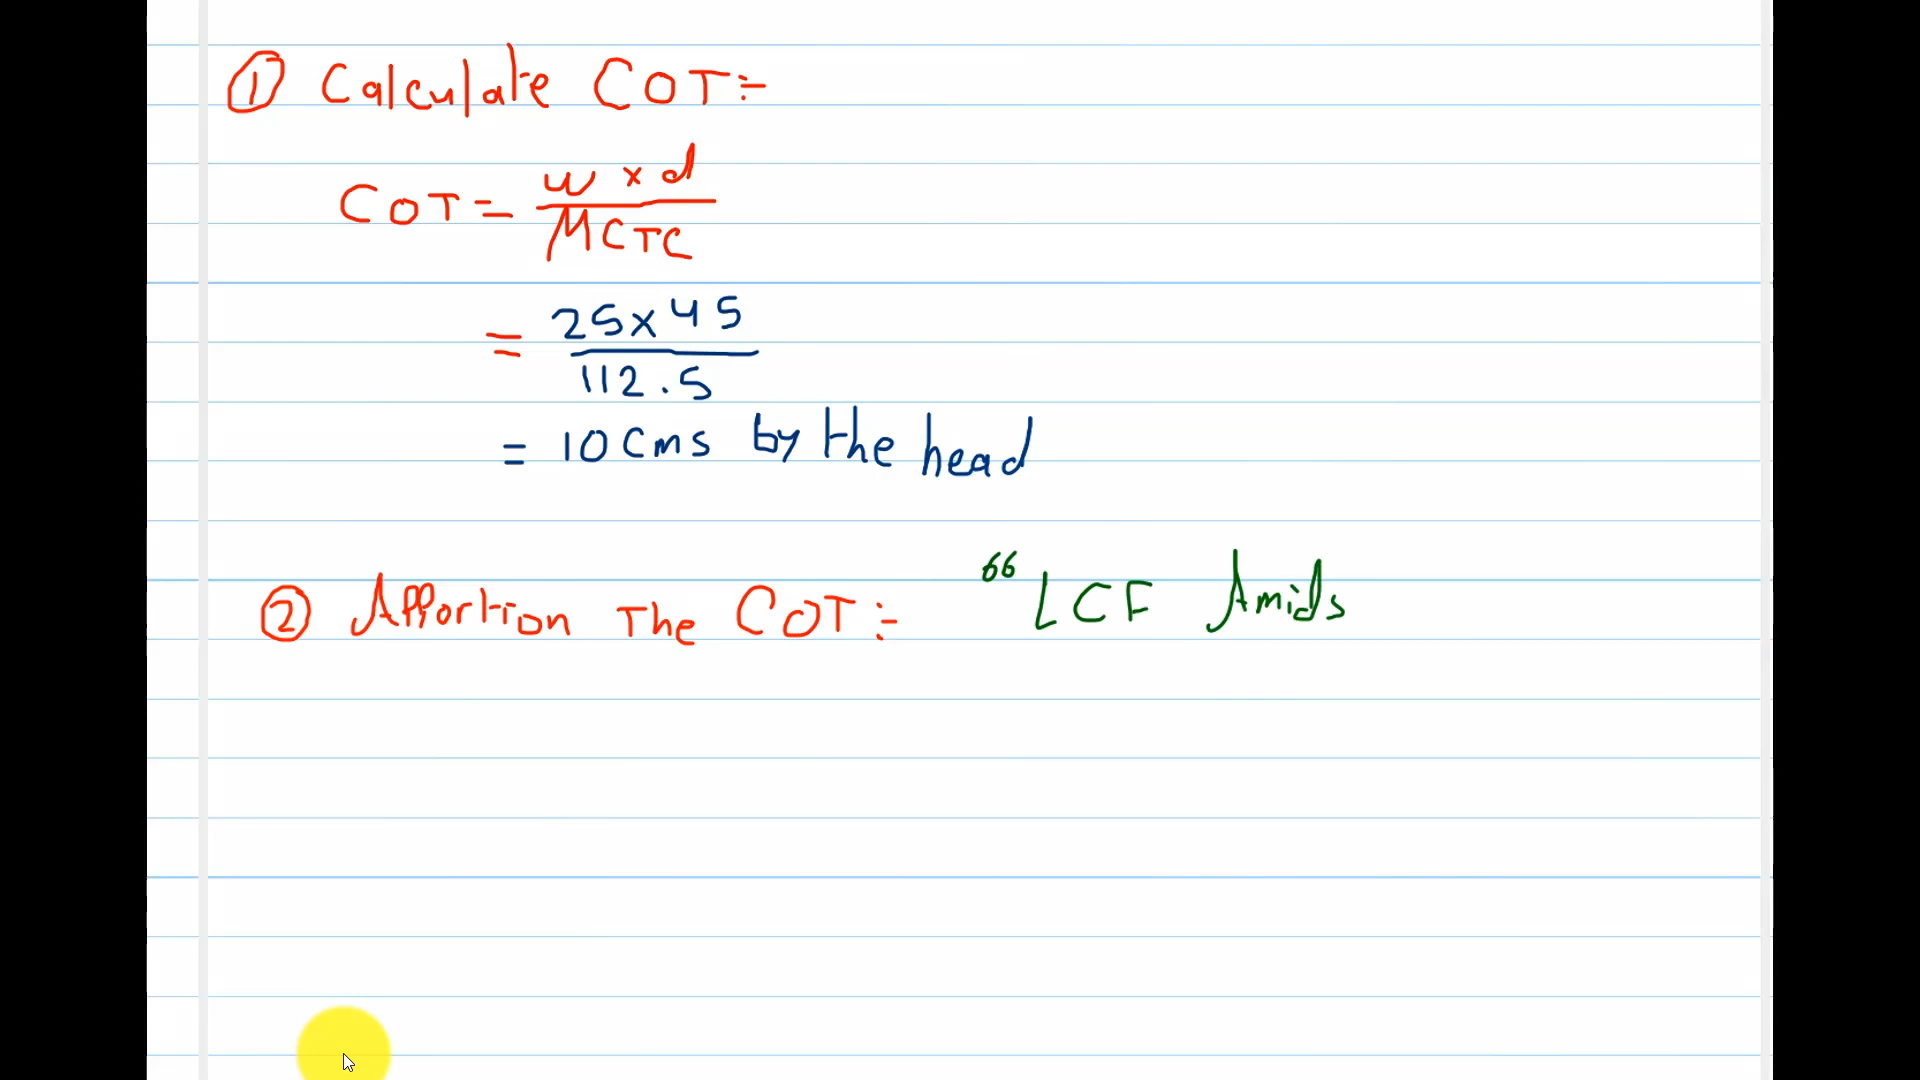 ① Calculate COT:-
COT = w x d / MCTC
= 25 x 45 / 112.5
= 10 cms by the head
② Apportion The COT:- “ LCF Amids